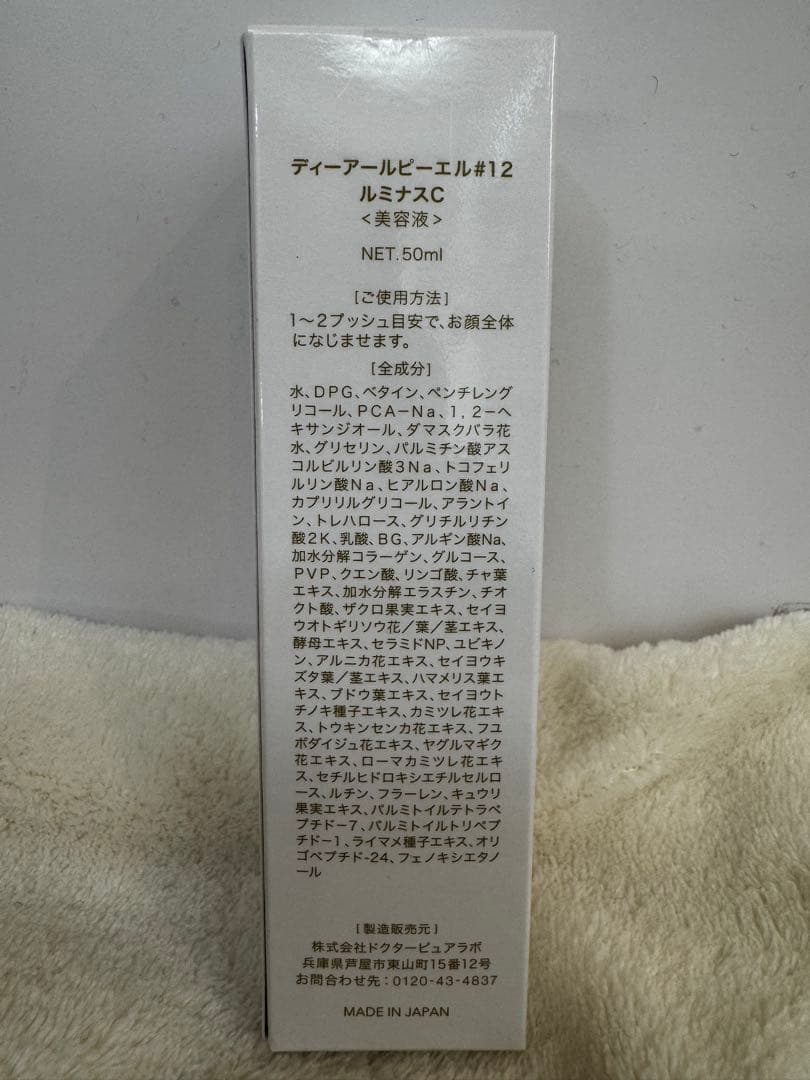 ディーアールピーエル#12
ルミナスC
<美容液>
NET.50ml
[ご使用方法]
1〜2プッシュ目安で、お顔全体
になじませます。
[全成分]
水、DPG、ベタイン、ペンチレング
リコール、PCA－Na、1,2－ヘ
キサンジオール、ダマスクバラ花
水、グリセリン、パルミチン酸アス
コルビルリン酸3Na、トコフェリ
ルリン酸Na、ヒアルロン酸Na、
カプリリルグリコール、アラントイ
ン、トレハロース、グリチルリチン
酸2K、乳酸、BG、アルギン酸Na、
加水分解コラーゲン、グルコース、
PVP、クエン酸、リンゴ酸、チャ葉
エキス、加水分解エラスチン、チオ
クト酸、ザクロ果実エキス、セイヨ
ウオトギリソウ花／葉／茎エキス、
酵母エキス、セラミドNP、ユビキノ
ン、アルニカ花エキス、セイヨウキ
ズタ葉／茎エキス、ハマメリス葉エ
キス、ブドウ葉エキス、セイヨウト
チノキ種子エキス、カミツレ花エキ
ス、トウキンセンカ花エキス、フユ
ボダイジュ花エキス、ヤグルマギク
花エキス、ローマカミツレ花エキ
ス、セチルヒドロキシエチルセルロ
ース、ルチン、フラーレン、キュウリ
果実エキス、パルミトイルテトラペ
プチド－7、パルミトイルトリペプ
チド－1、ライマメ種子エキス、オリ
ゴペプチド-24、フェノキシエタノ
ール
[製造販売元]
株式会社ドクターピュアラボ
兵庫県芦屋市東山町15番12号
お問合わせ先：0120-43-4837
MADE IN JAPAN